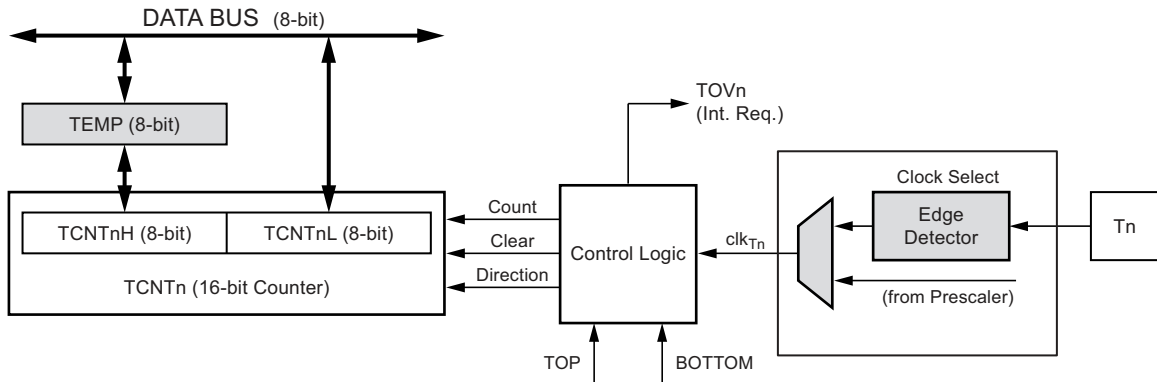 DATA BUS (8-bit)
TEMP (8-bit)
TCNTnH (8-bit)
TCNTnL (8-bit)
TCNTn (16-bit Counter)
Count
Clear
Direction
TOVn
(Int. Req.)
Control Logic
TOP
BOTTOM
clkTn
Clock Select
Edge
Detector
(from Prescaler)
Tn